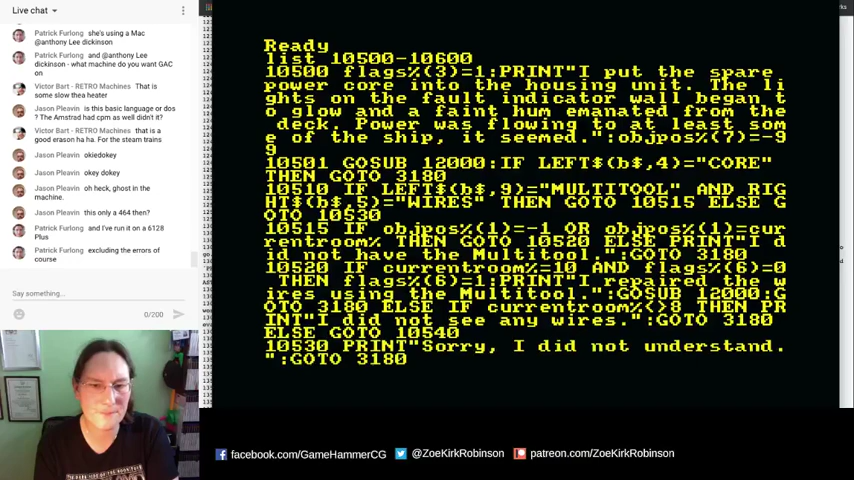 Live chat
Patrick Furlong she's using a Mac
@anthony Lee
dickinson
Patrick Furlong and @anthony Lee
dickinson - what machine do you want GAC
on
Victor Bart - RETRO Machines That is
some slov thea heater
Jason Pleavin is this basic language or dos
? The Amstrad had cpm as well didn't it?
Victor Bart - RETRO Machines that is a
good erason ha ha. For the steam trains
Jason Pleavin okiedokey
Jason Pleavin okey dokey
Jason Pleavin oh heck, ghost in the
machine.
Jason Pleavin this only a 464 then?
Patrick Furlong and I've run it on a 6128
Plus
Patrick Furlong excluding the errors of
course
Say something...
0/200
Ready
list 10500-10600
10500 flags%(3)=1:PRINT"I put the spare
power core into the housing unit. The li
ghts on the fault indicator wall began t
o glow and a faint hum emanated from the
deck. Power was flowing to at least som
e of the ship, it seemed.":objpos%(7)=-9
9
10501 GOSUB 12000:IF LEFT$(b$,4)="CORE"
THEN GOTO 3180
10510 IF LEFT$(b$,9)="MULTITOOL" AND RIG
HT$(b$,5)="WIRES" THEN GOTO 10515 ELSE G
OTO 10530
10515 IF objpos%(1)=-1 OR objpos%(1)=cur
rentroom% THEN GOTO 10520 ELSE PRINT"I d
id not have the Multitool.":GOTO 3180
10520 IF currentroom%=10 AND flags%(6)=0
THEN flags%(6)=1:PRINT"I repaired the w
ires using the Multitool.":GOSUB 12000:G
OTO 3180 ELSE IF currentroom%<>8 THEN PR
INT"I did not see any wires.":GOTO 3180
ELSE GOTO 10540
10530 PRINT"Sorry, I did not understand.
":GOTO 3180
facebook.com/GameHammerCG
@ZoeKirkRobinson
patreon.com/ZoeKirkRobinson